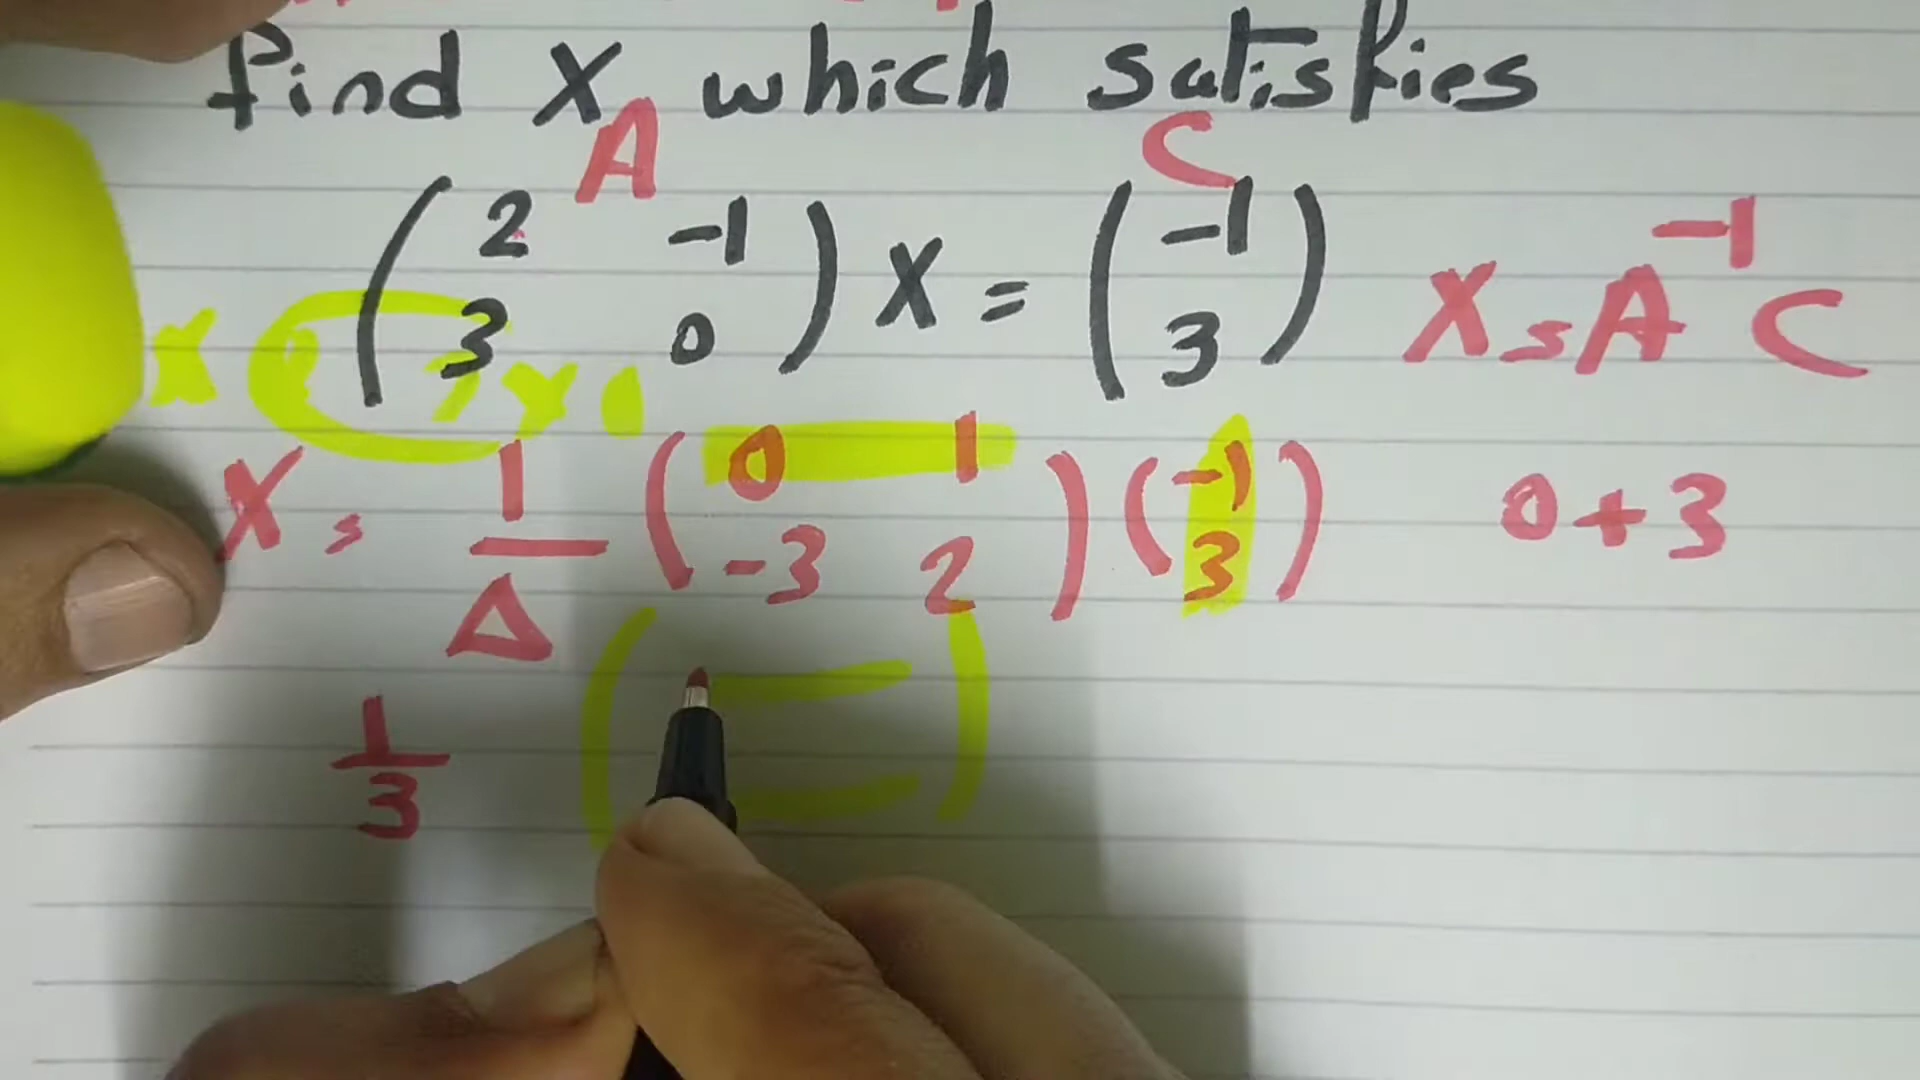 find X which satisfies
A C
( 2 -1 ) X = ( -1 )
( 3 0 ) ( 3 )
X = A⁻¹ C
X = 1/Δ ( 0 1 ) ( -1 ) 0 + 3
( -3 2 ) ( 3 )
1/3 ( )